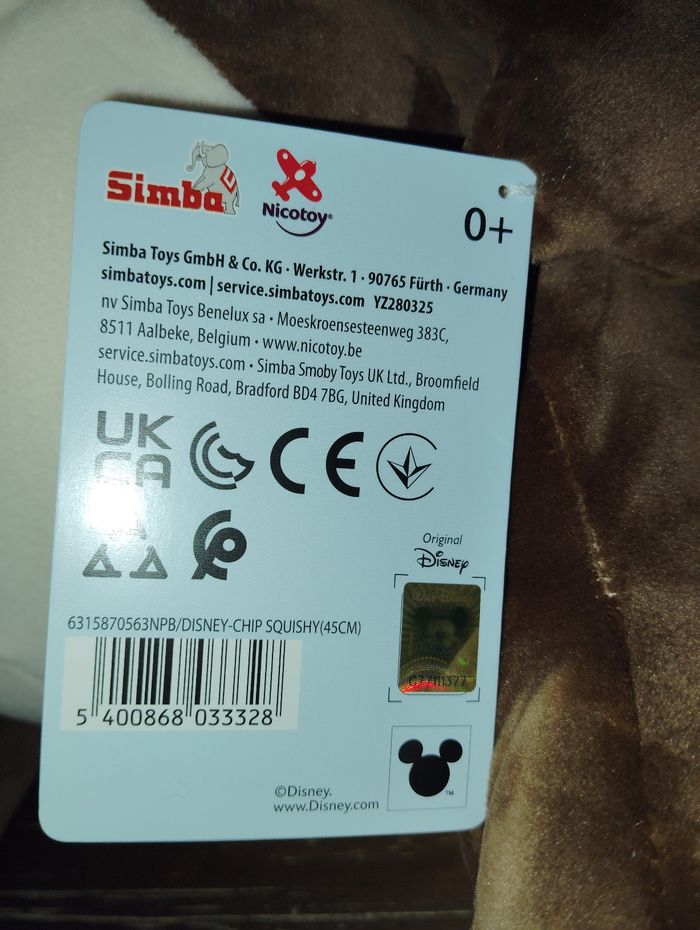 Simba
Nicotoy®
0+
Simba Toys GmbH & Co. KG · Werkstr. 1 · 90765 Fürth · Germany
simbatoys.com | service.simbatoys.com YZ280325
nv Simba Toys Benelux sa · Moeskroensesteenweg 383C,
8511 Aalbeke, Belgium · www.nicotoy.be
service.simbatoys.com · Simba Smoby Toys UK Ltd., Broomfield
House, Bolling Road, Bradford BD4 7BG, United Kingdom
UK
CA
CE
Original
Disney
6315870563NPB/DISNEY-CHIP SQUISHY(45CM)
C77111377
5 400868 033328
TM
©Disney.
www.Disney.com